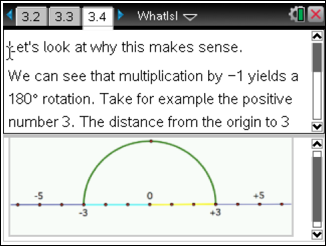 3.2 3.3 3.4 WhatIsI
Let's look at why this makes sense.
We can see that multiplication by −1 yields a
180° rotation. Take for example the positive
number 3. The distance from the origin to 3
-5 0 +5
-3 +3